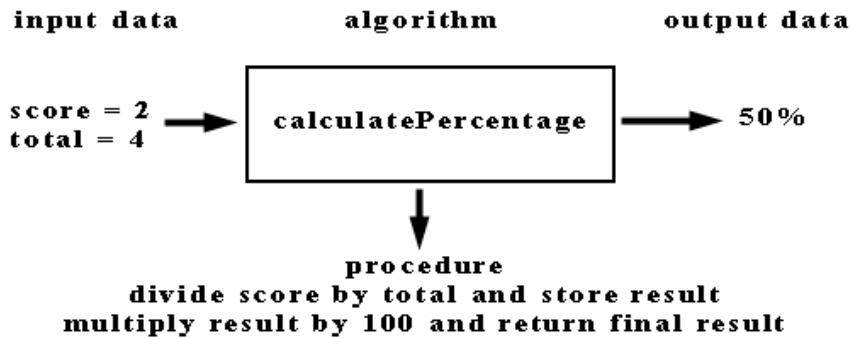 input data algorithm output data
score = 2
total = 4
calculatePercentage
50%
procedure
divide score by total and store result
multiply result by 100 and return final result